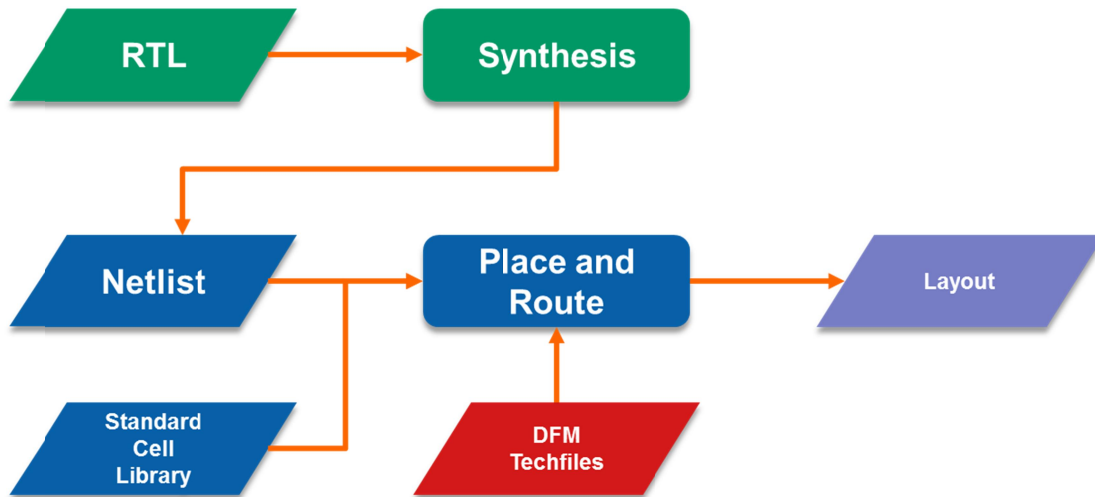 RTL
Synthesis
Netlist
Place and
Route
Layout
Standard
Cell
Library
DFM
Techfiles